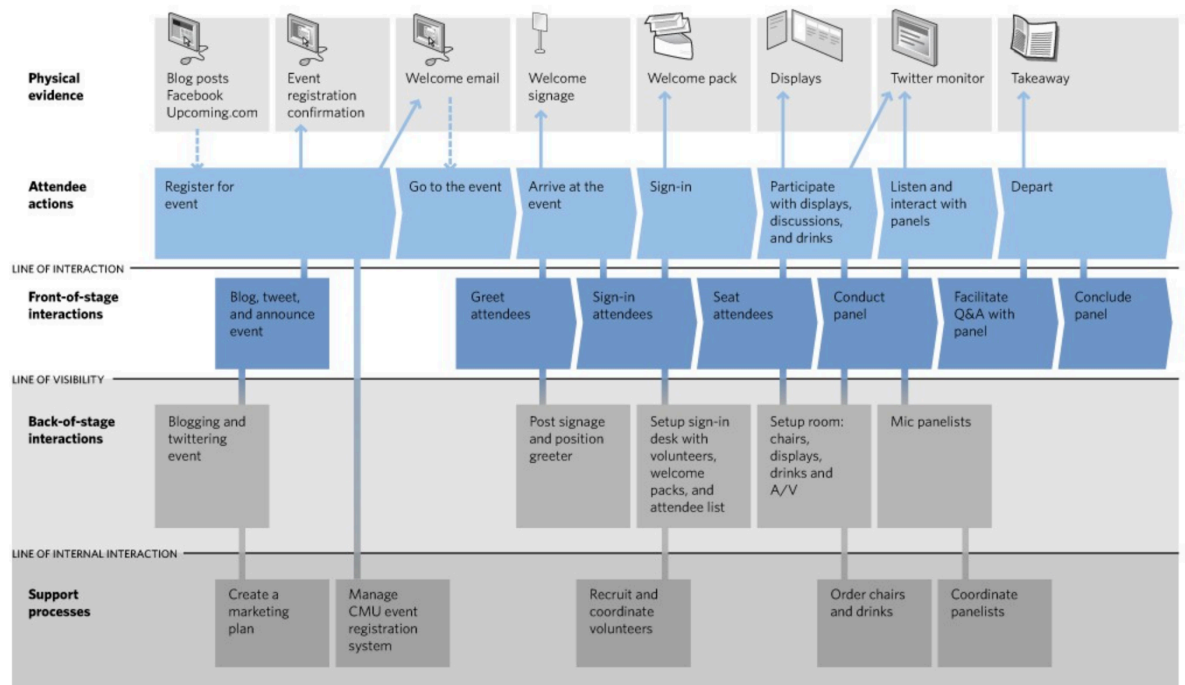 Physical
evidence
Blog posts
Facebook
Upcoming.com
Event
registration
confirmation
Welcome email
Welcome
signage
Welcome pack
Displays
Twitter monitor
Takeaway
Attendee
actions
Register for
event
Go to the event
Arrive at the
event
Sign-in
Participate
with displays,
discussions,
and drinks
Listen and
interact with
panels
Depart
LINE OF INTERACTION
Front-of-stage
interactions
Blog, tweet,
and announce
event
Greet
attendees
Sign-in
attendees
Seat
attendees
Conduct
panel
Facilitate
Q&A with
panel
Conclude
panel
LINE OF VISIBILITY
Back-of-stage
interactions
Blogging and
twittering
event
Post signage
and position
greeter
Setup sign-in
desk with
volunteers,
welcome
packs, and
attendee list
Setup room:
chairs,
displays,
drinks and
A/V
Mic panelists
LINE OF INTERNAL INTERACTION
Support
processes
Create a
marketing
plan
Manage
CMU event
registration
system
Recruit and
coordinate
volunteers
Order chairs
and drinks
Coordinate
panelists